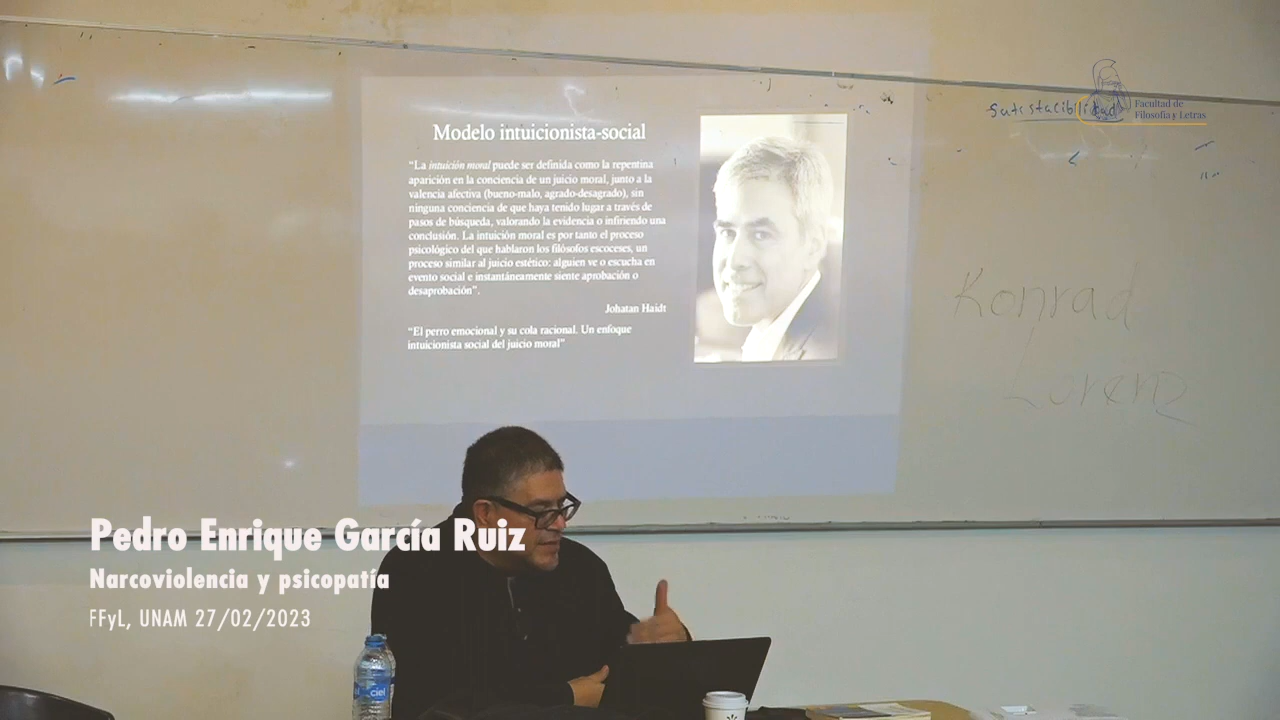 Modelo intuicionista-social
“La intuición moral puede ser definida como la repentina
aparición en la conciencia de un juicio moral, junto a la
valencia afectiva (bueno-malo, agrado-desagrado), sin
ninguna conciencia de que haya tenido lugar a través de
pasos de búsqueda, valorando la evidencia o infiriendo una
conclusión. La intuición moral es por tanto el proceso
psicológico del que hablaron los filósofos escoceses, un
proceso similar al juicio estético: alguien ve o escucha en
evento social e instantáneamente siente aprobación o
desaprobación”.
Johatan Haidt
“El perro emocional y su cola racional. Un enfoque
intuicionista social del juicio moral”
Facultad de
Filosofía y Letras
Konrad
Lorenz
Pedro Enrique García Ruiz
Narcoviolencia y psicopatía
FFyL, UNAM 27/02/2023
ciel